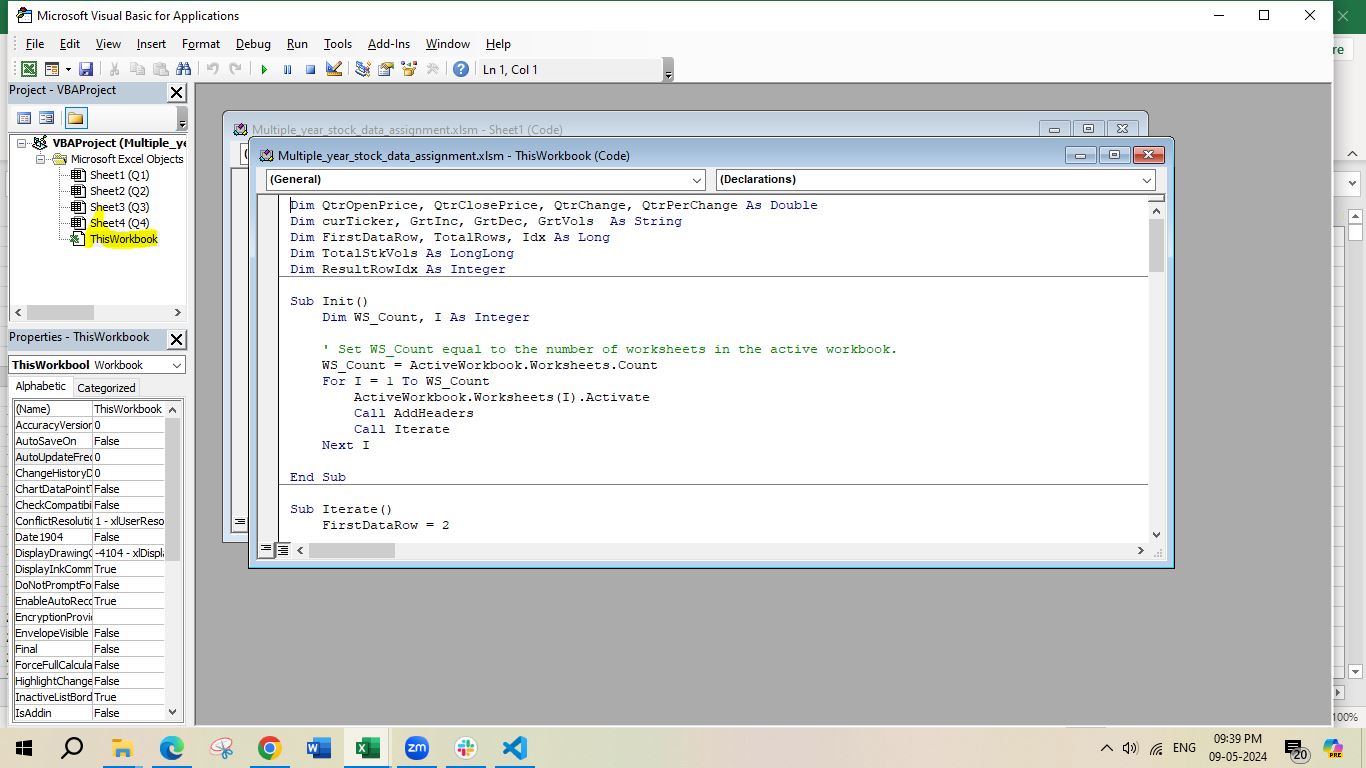 Microsoft Visual Basic for Applications
File Edit View Insert Format Debug Run Tools Add-Ins Window Help
re
Ln 1, Col 1
Project - VBAProject
VBAProject (Multiple_ye
Microsoft Excel Objects
Sheet1 (Q1)
Sheet2 (Q2)
Sheet3 (Q3)
Sheet4 (Q4)
ThisWorkbook
Properties - ThisWorkbook
ThisWorkbool Workbook
Alphabetic Categorized
(Name) ThisWorkbook
AccuracyVersion 0
AutoSaveOn False
AutoUpdateFrec 0
ChangeHistoryD 0
ChartDataPointT False
CheckCompatibi False
ConflictResolutic 1 - xlUserReso
Date1904 False
DisplayDrawingO -4104 - xlDispl
DisplayInkComm True
DoNotPromptFo False
EnableAutoReco True
EncryptionProvic
EnvelopeVisible False
Final False
ForceFullCalcula False
HighlightChange False
InactiveListBord True
IsAddin False
Multiple_year_stock_data_assignment.xlsm - Sheet1 (Code)
Multiple_year_stock_data_assignment.xlsm - ThisWorkbook (Code)
(General) (Declarations)
Dim QtrOpenPrice, QtrClosePrice, QtrChange, QtrPerChange As Double
Dim curTicker, GrtInc, GrtDec, GrtVols  As String
Dim FirstDataRow, TotalRows, Idx As Long
Dim TotalStkVols As LongLong
Dim ResultRowIdx As Integer
Sub Init()
Dim WS_Count, I As Integer
' Set WS_Count equal to the number of worksheets in the active workbook.
WS_Count = ActiveWorkbook.Worksheets.Count
For I = 1 To WS_Count
ActiveWorkbook.Worksheets(I).Activate
Call AddHeaders
Call Iterate
Next I
End Sub
Sub Iterate()
FirstDataRow = 2
100%
ENG
09:39 PM
09-05-2024
20
PRE